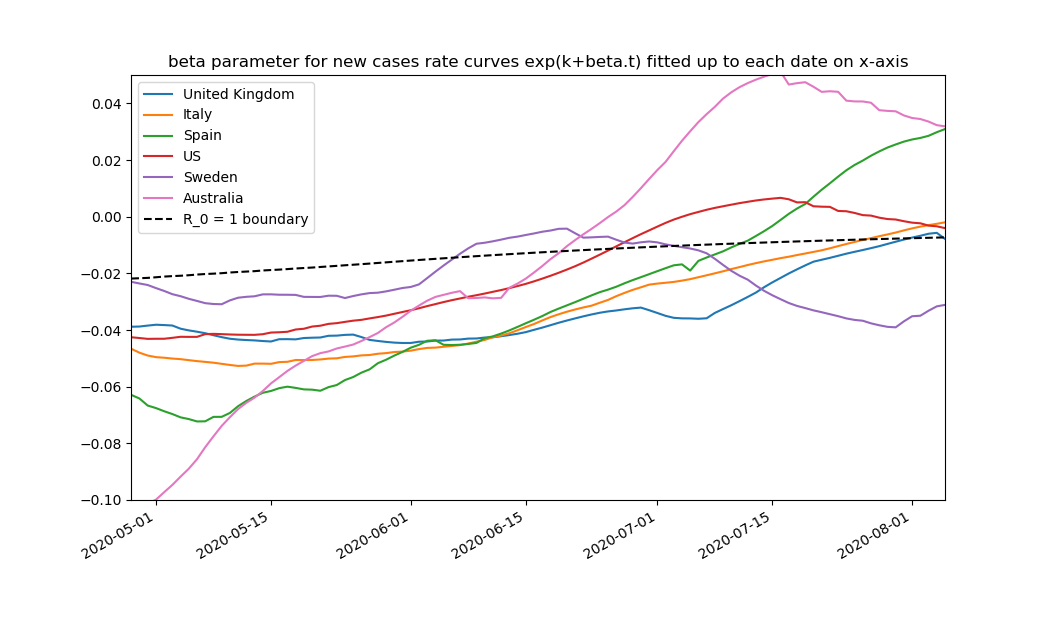 beta parameter for new cases rate curves exp(k+beta.t) fitted up to each date on x-axis
United Kingdom
Italy
Spain
US
Sweden
Australia
R_0 = 1 boundary
0.04
0.02
0.00
−0.02
−0.04
−0.06
−0.08
−0.10
2020-05-01
2020-05-15
2020-06-01
2020-06-15
2020-07-01
2020-07-15
2020-08-01